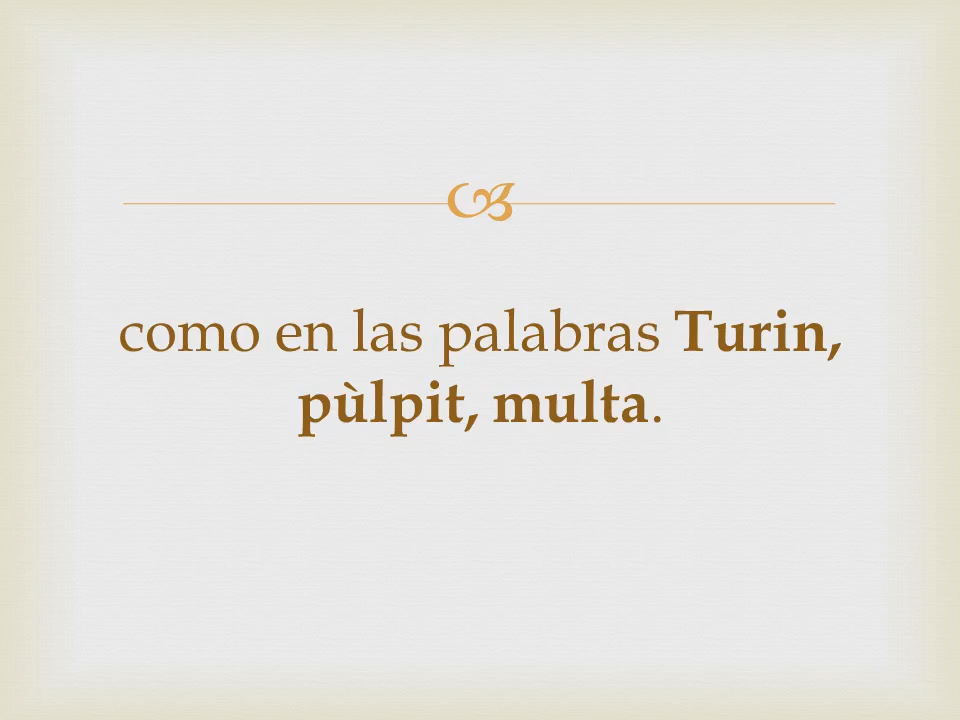 como en las palabras Turin,
pùlpit, multa.